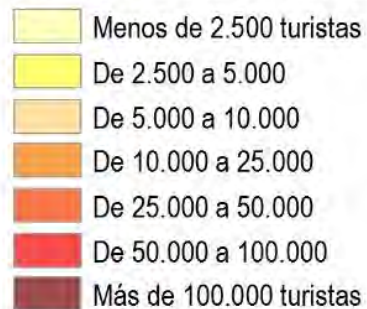 Menos de 2.500 turistas
De 2.500 a 5.000
De 5.000 a 10.000
De 10.000 a 25.000
De 25.000 a 50.000
De 50.000 a 100.000
Más de 100.000 turistas